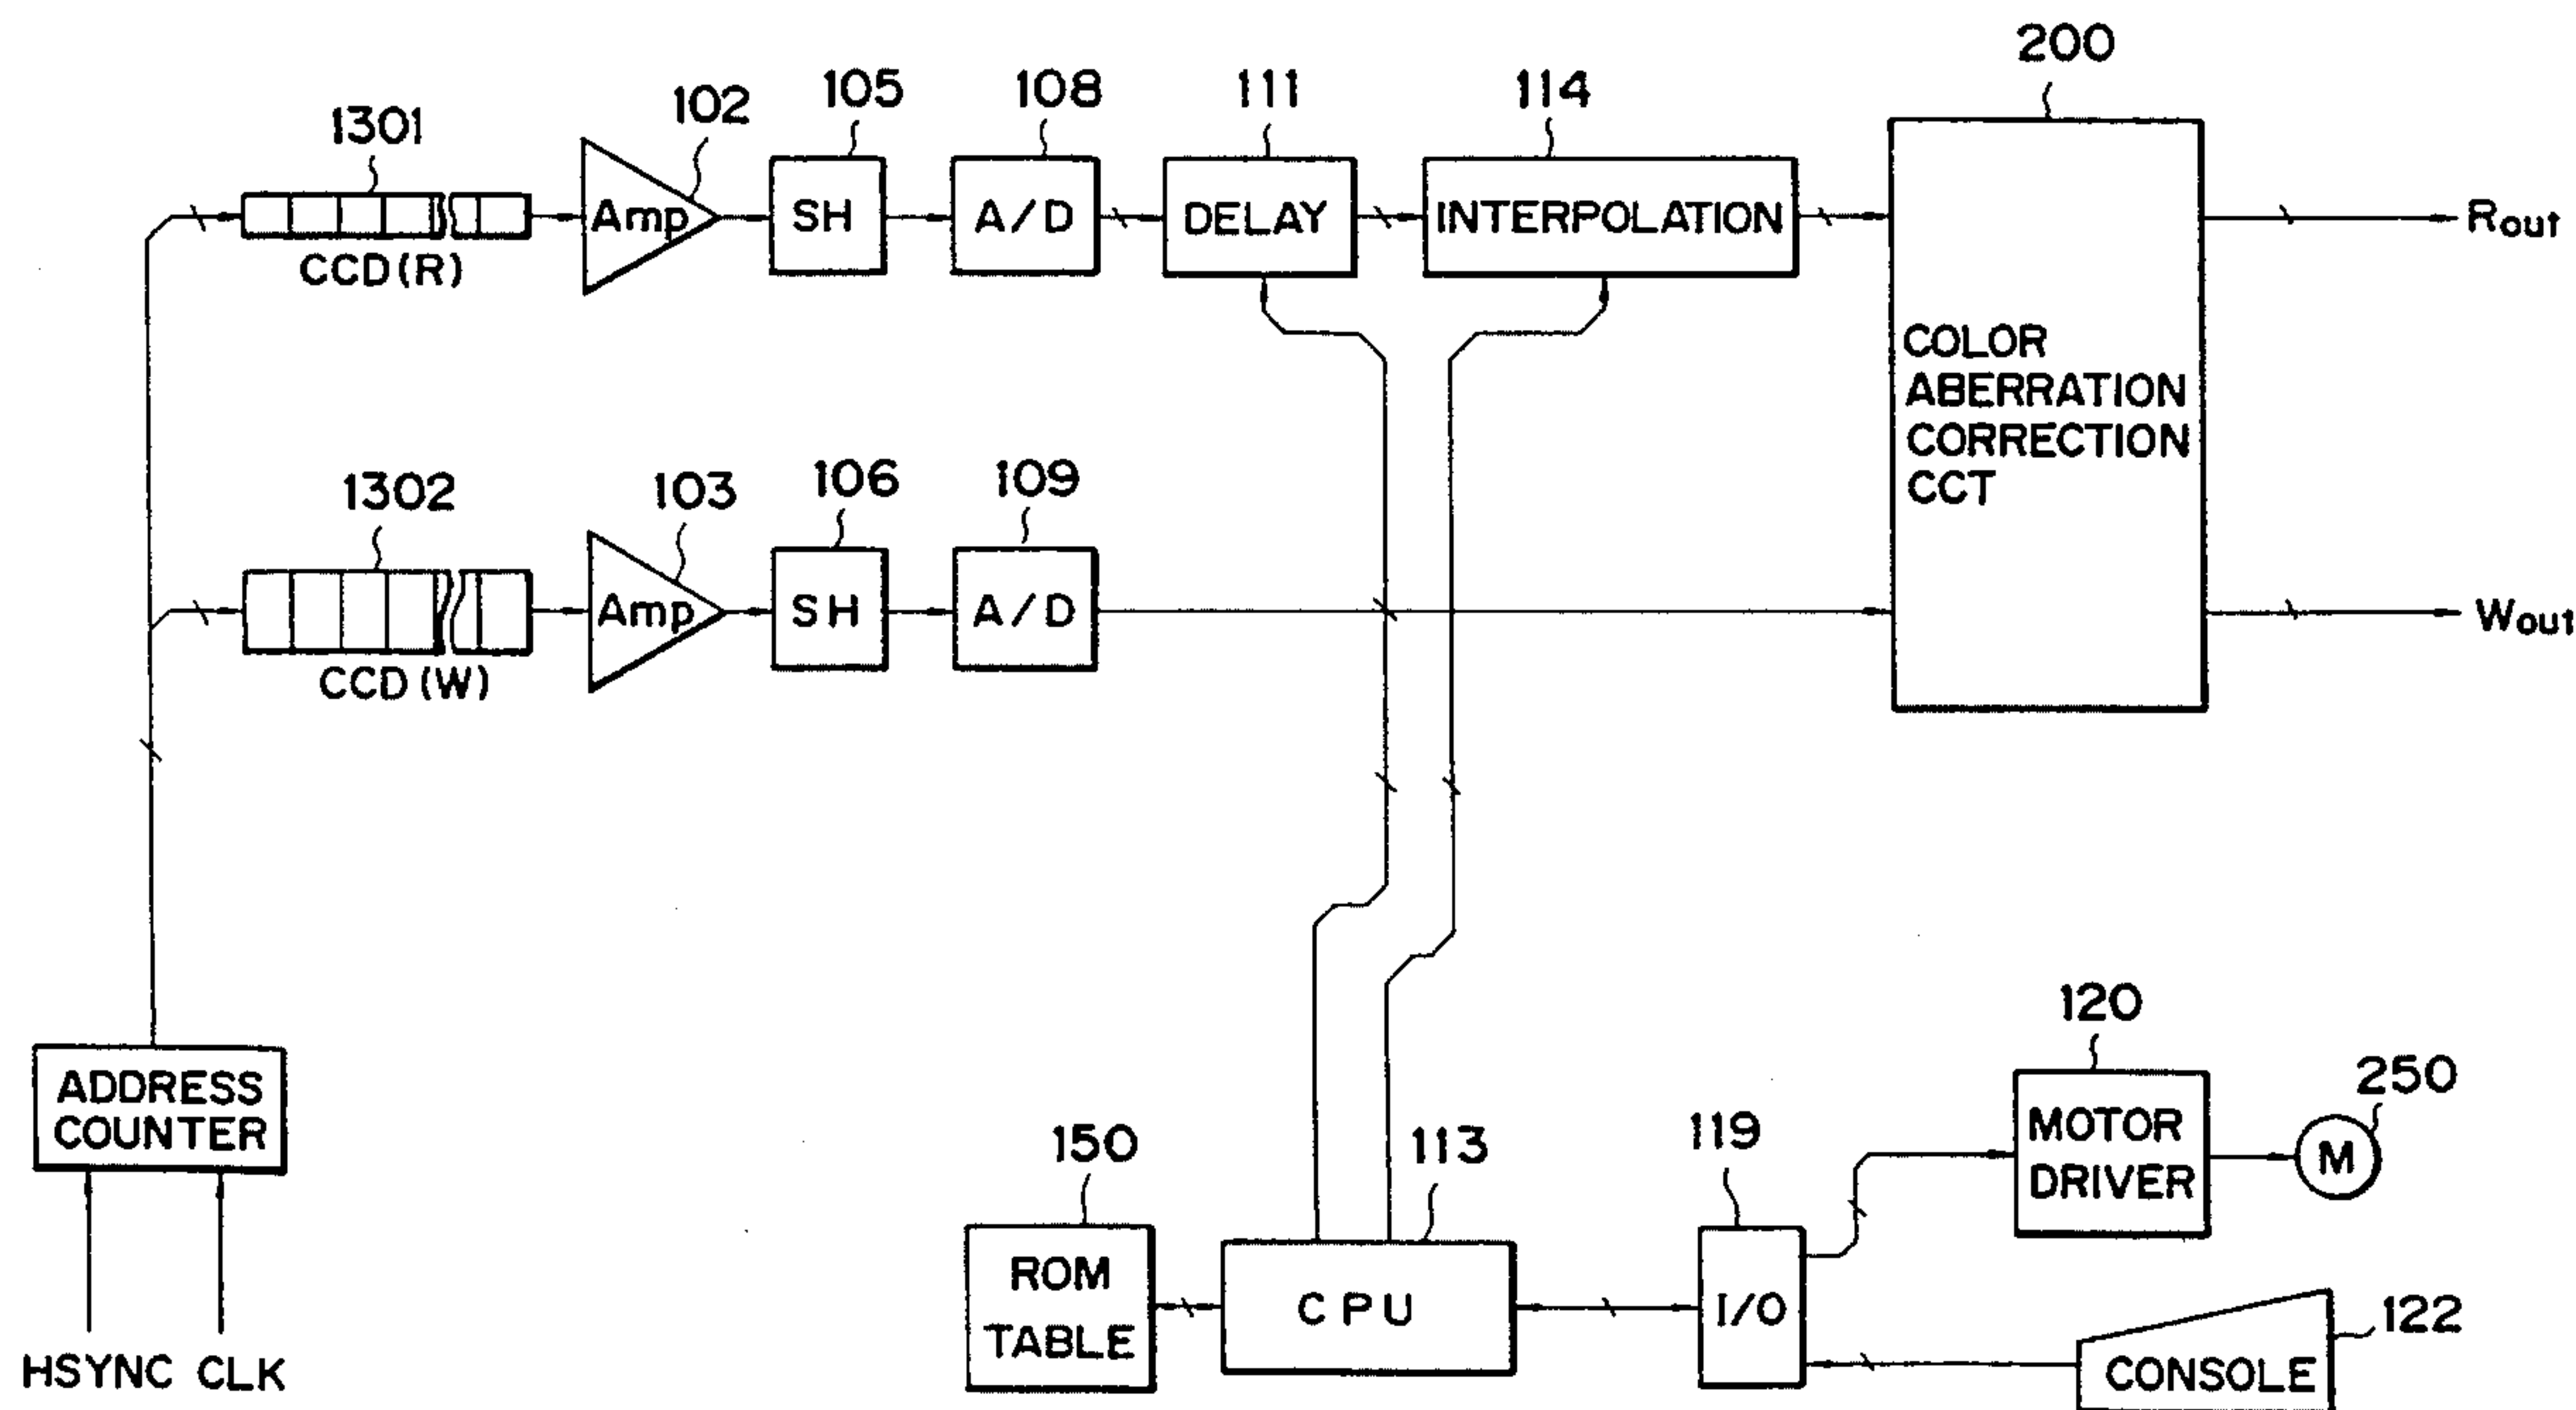 200
1301
102
105
108
111
114
Amp
SH
A/D
DELAY
INTERPOLATION
Rout
CCD(R)
COLOR
ABERRATION
CORRECTION
CCT
1302
103
106
109
Amp
SH
A/D
Wout
CCD(W)
ADDRESS
COUNTER
HSYNC CLK
150
ROM
TABLE
113
CPU
119
I/O
120
MOTOR
DRIVER
250
M
122
CONSOLE